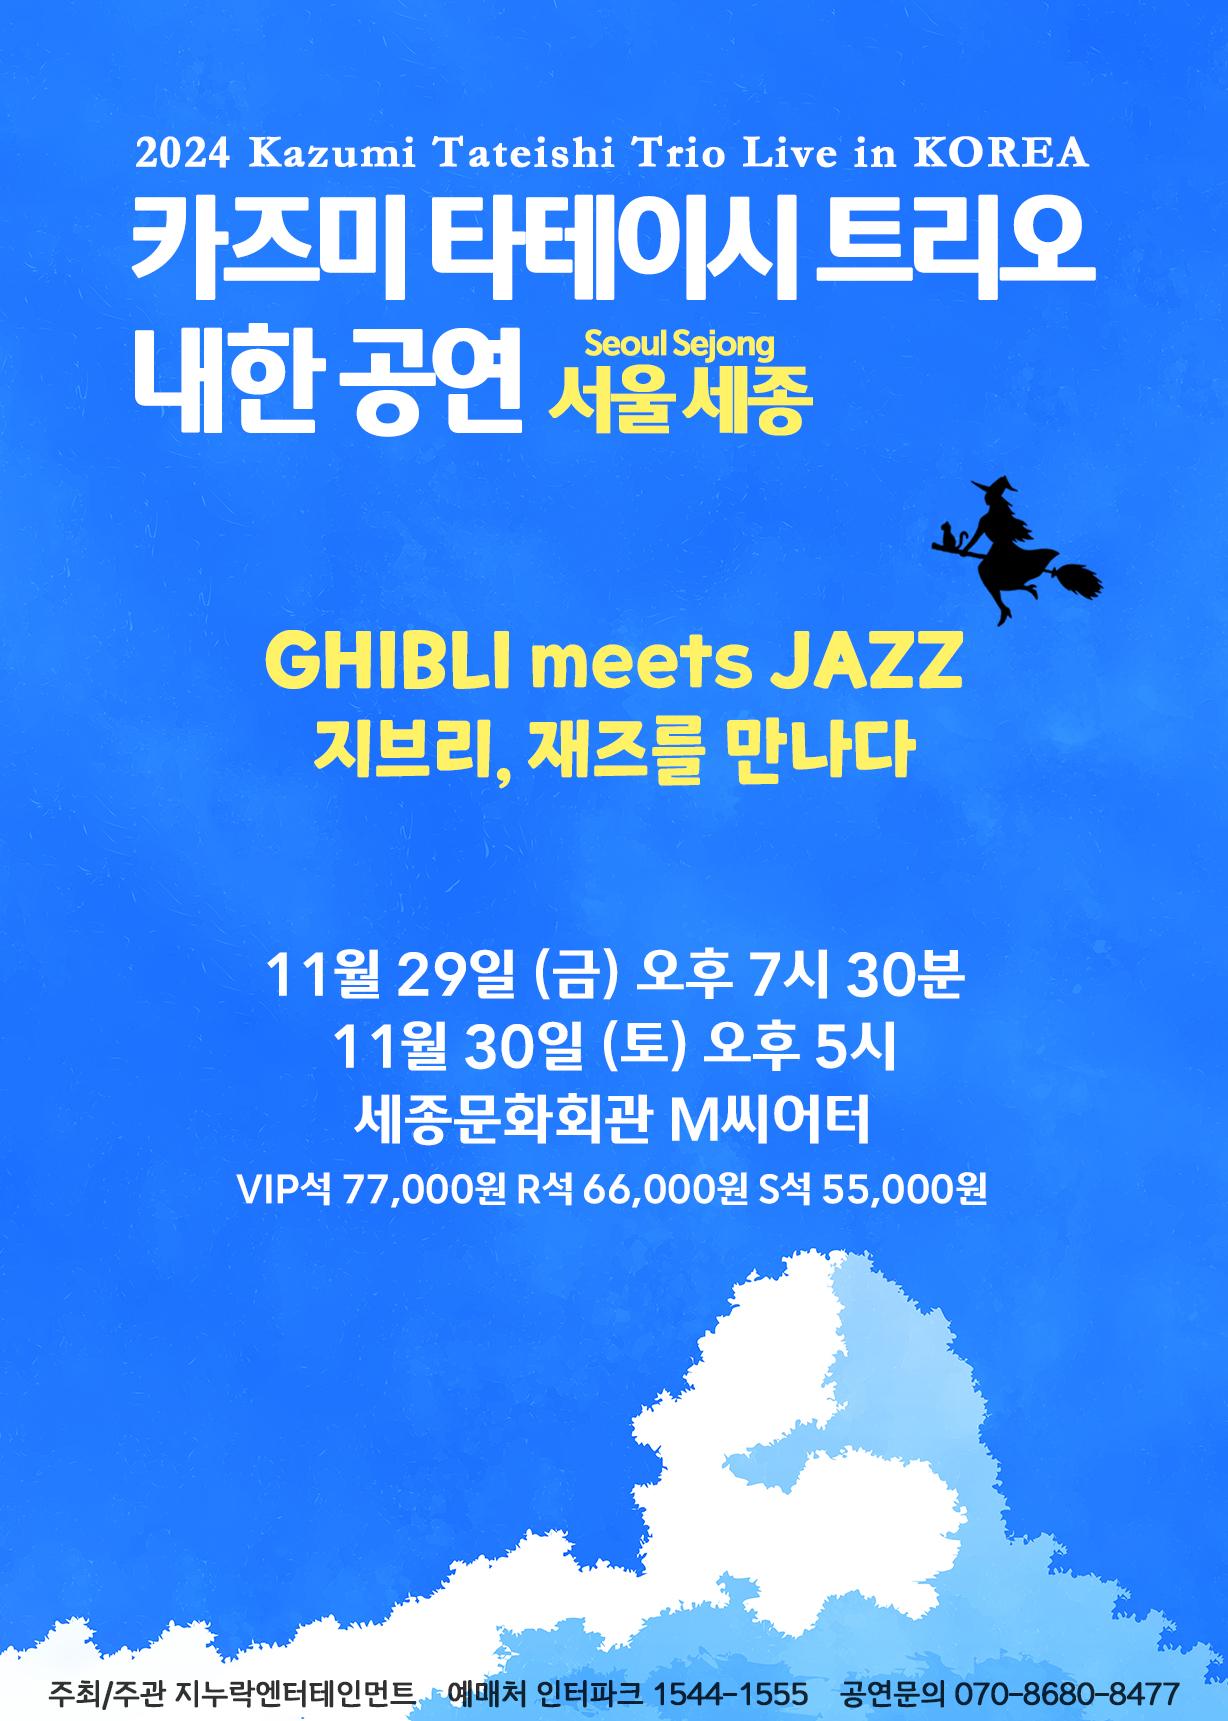 2024 Kazumi Tateishi Trio Live in KOREA
카즈미 타테이시 트리오
내한 공연
Seoul Sejong
서울 세종
GHIBLI meets JAZZ
지브리, 재즈를 만나다
11월 29일 (금) 오후 7시 30분
11월 30일 (토) 오후 5시
세종문화회관 M씨어터
VIP석 77,000원 R석 66,000원 S석 55,000원
주최/주관 지누락엔터테인먼트 예매처 인터파크 1544-1555 공연문의 070-8680-8477